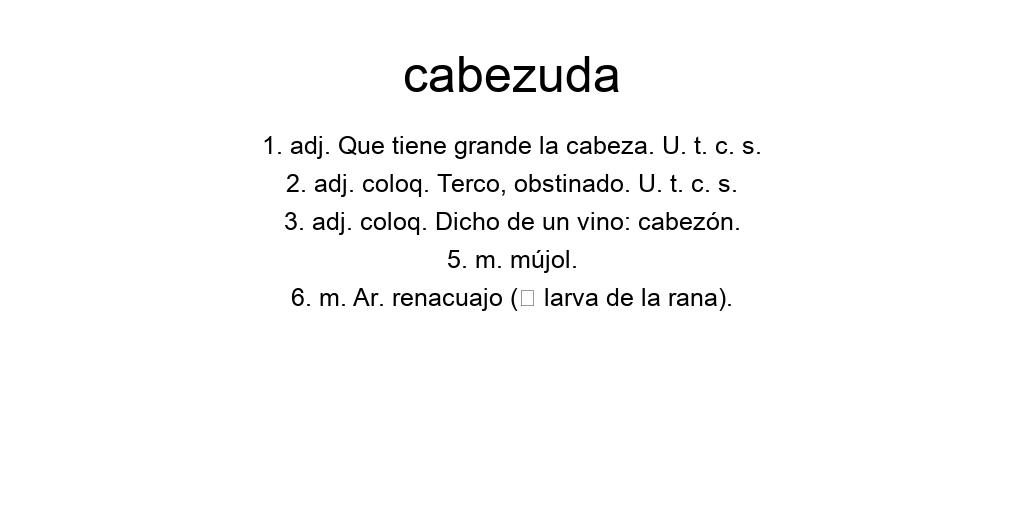 cabezuda
1. adj. Que tiene grande la cabeza. U. t. c. s.
2. adj. coloq. Terco, obstinado. U. t. c. s.
3. adj. coloq. Dicho de un vino: cabezón.
5. m. mújol.
6. m. Ar. renacuajo (□ larva de la rana).